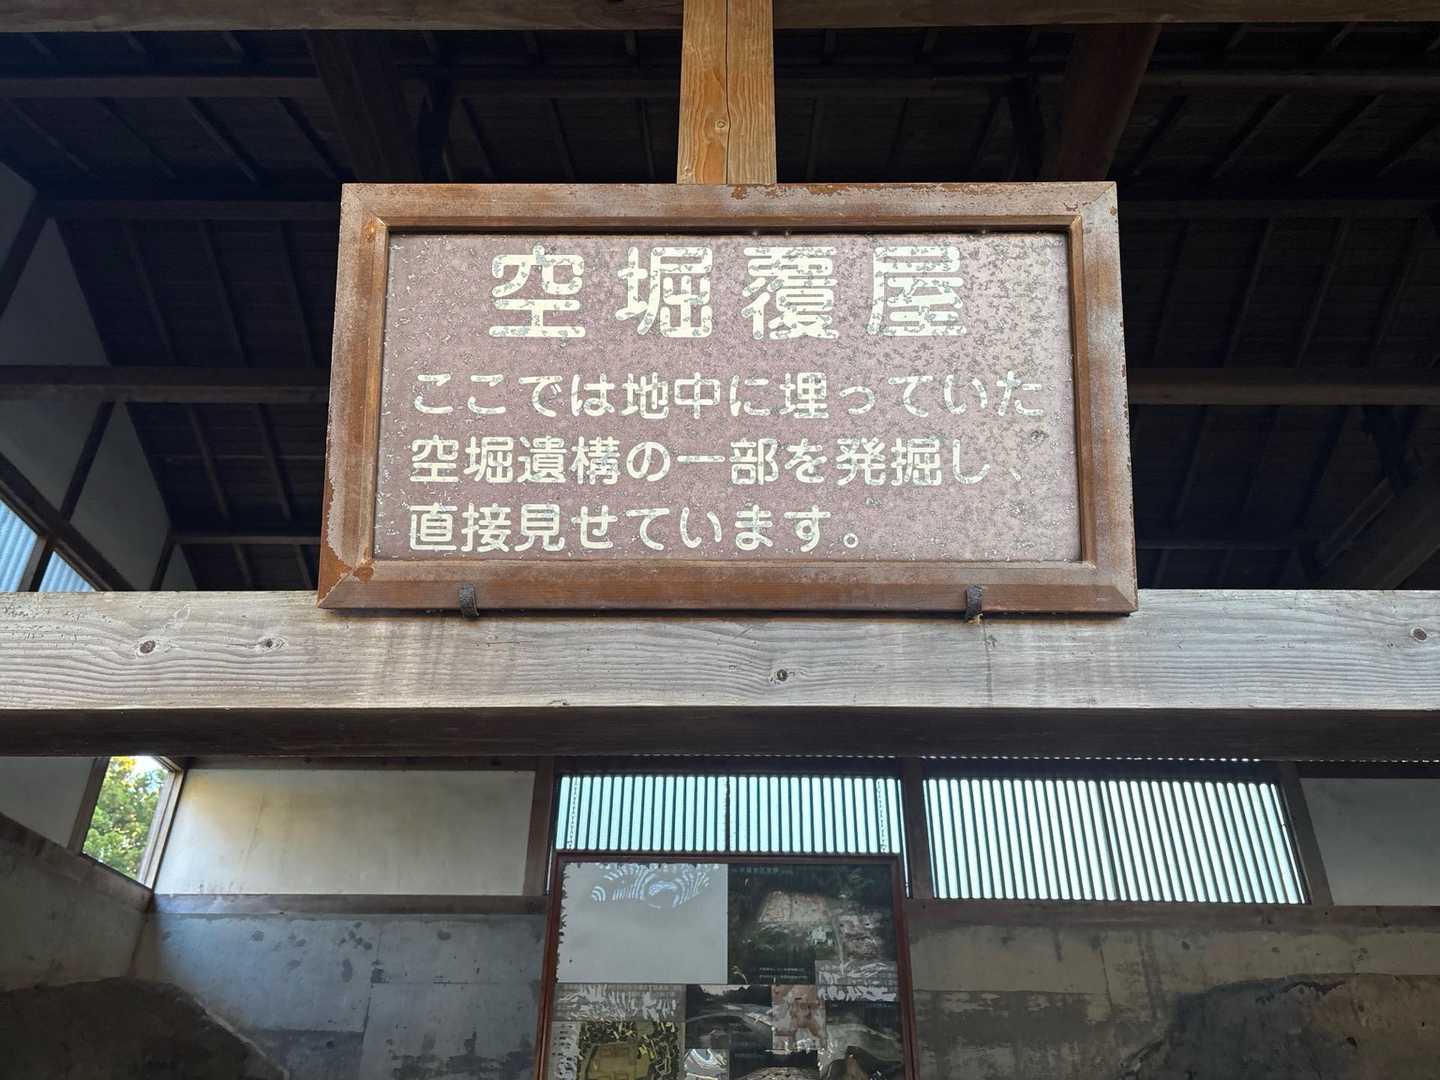 空堀覆屋
ここでは地中に埋っていた
空堀遺構の一部を発掘し、
直接見せています。